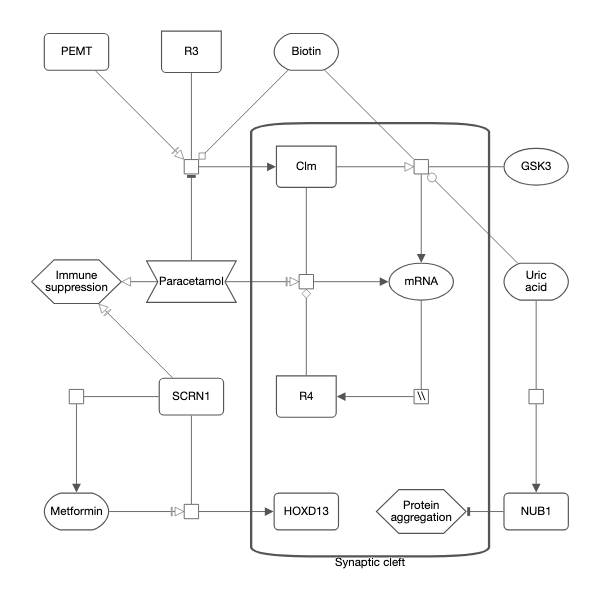 PEMT
R3
Biotin
Clm
GSK3
Immune
suppression
Paracetamol
mRNA
Uric
acid
SCRN1
R4
\\
Metformin
HOXD13
Protein
aggregation
NUB1
Synaptic cleft